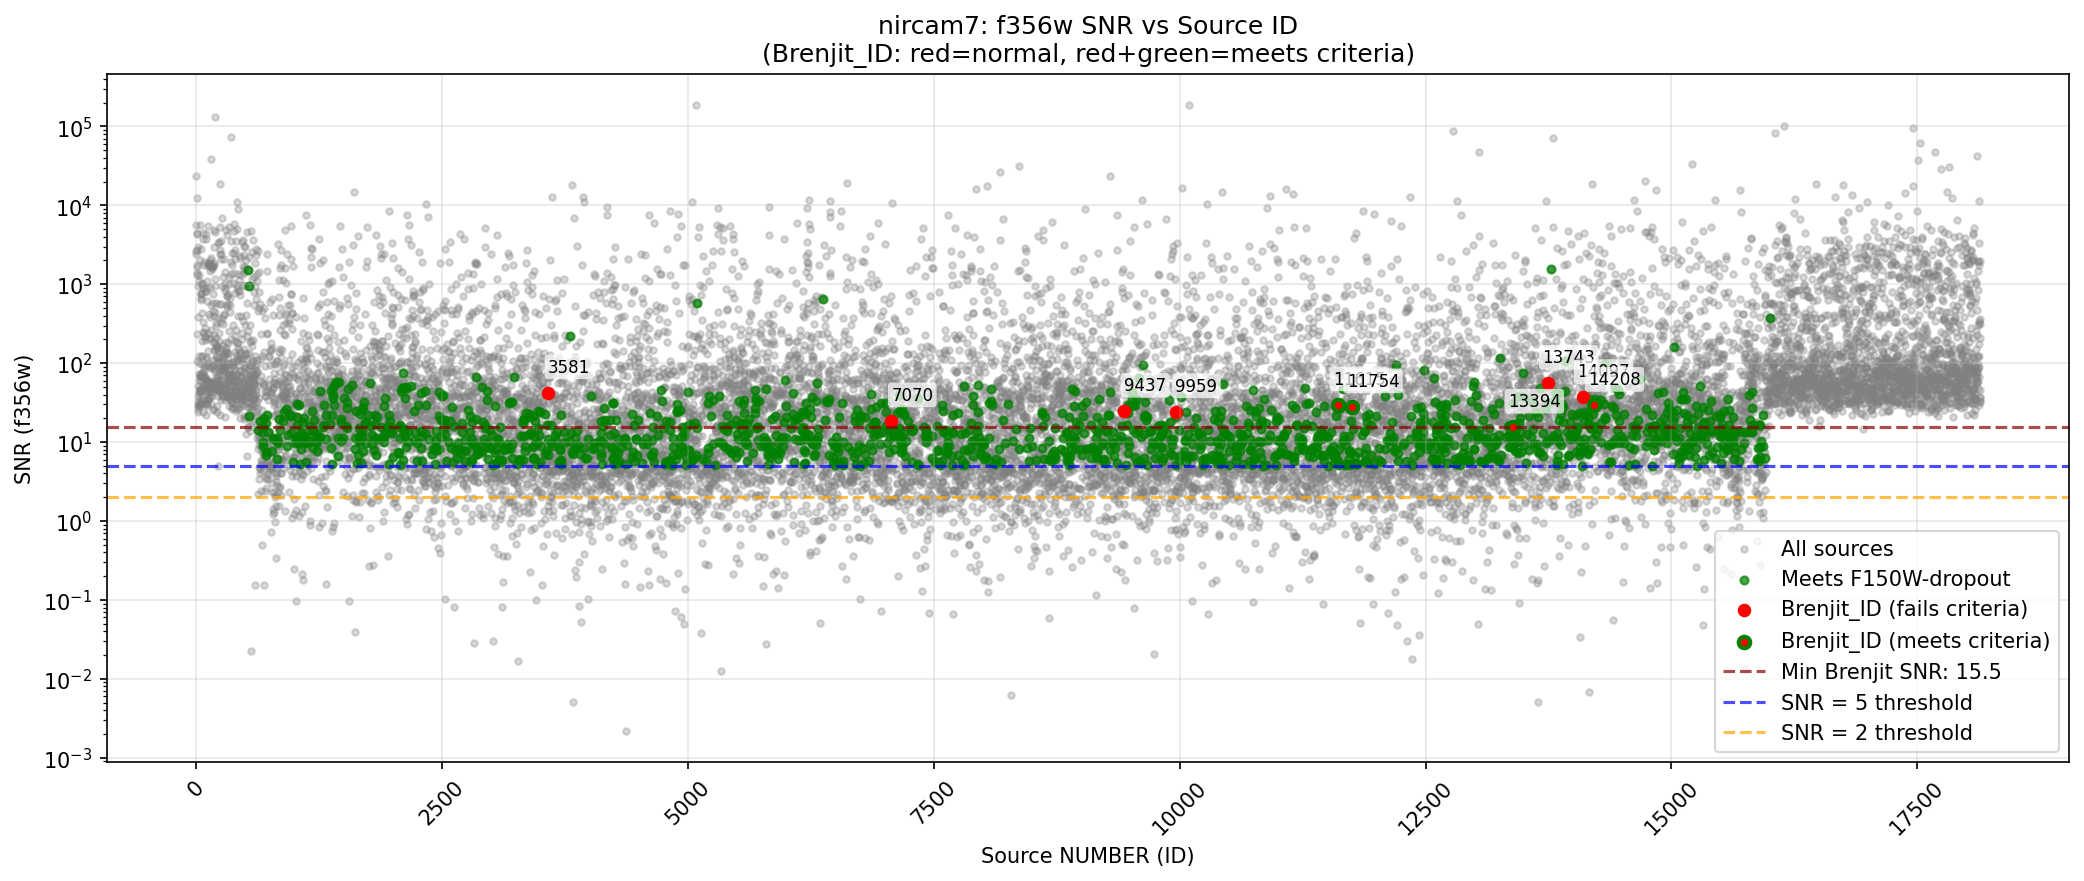 nircam7: f356w SNR vs Source ID
(Brenjit_ID: red=normal, red+green=meets criteria)
SNR (f356w)
10^5
10^4
10^3
10^2
10^1
10^0
10^-1
10^-2
10^-3
3581
7070
9437
9959
11754
13743
14208
13394
All sources
Meets F150W-dropout
Brenjit_ID (fails criteria)
Brenjit_ID (meets criteria)
Min Brenjit SNR: 15.5
SNR = 5 threshold
SNR = 2 threshold
0
2500
5000
7500
10000
12500
15000
17500
Source NUMBER (ID)